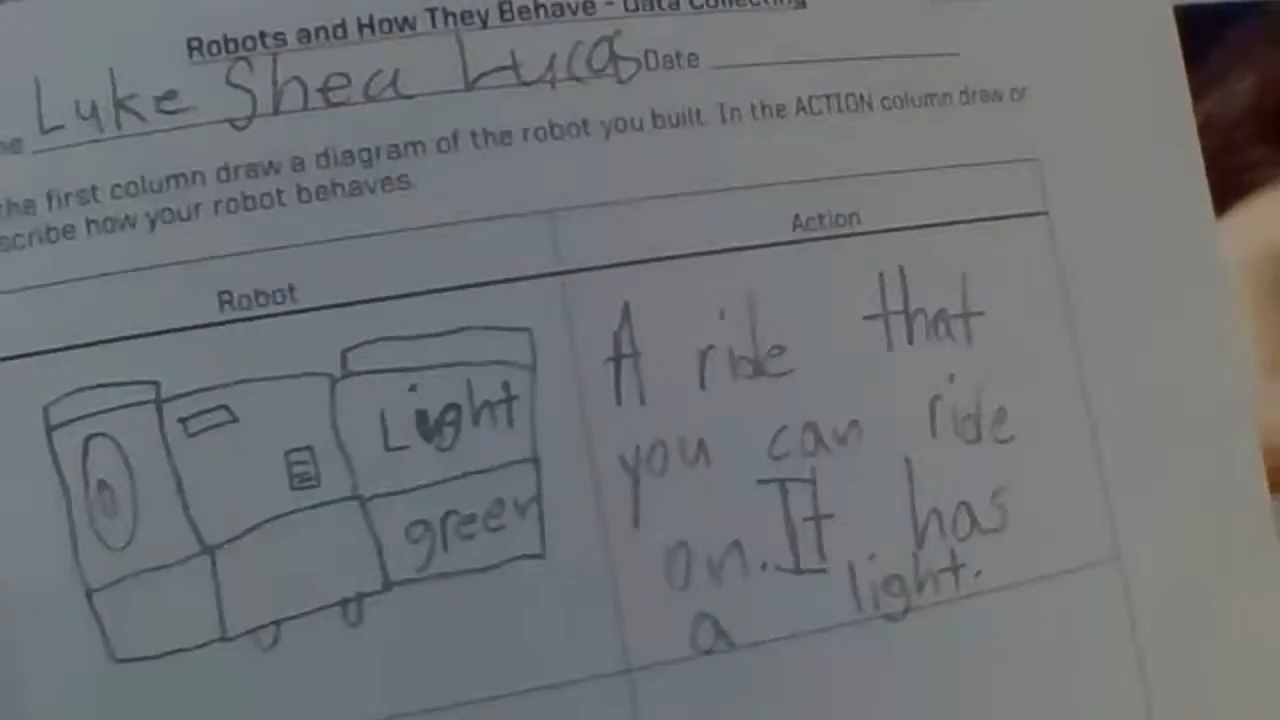 Robots and How They Behave - Data Collecting
Luke Shea Lucas Date
the first column draw a diagram of the robot you built. In the ACTION column draw or
scribe how your robot behaves.
Robot
Action
Light
green
A ride that
you can ride
on. It has
a light.